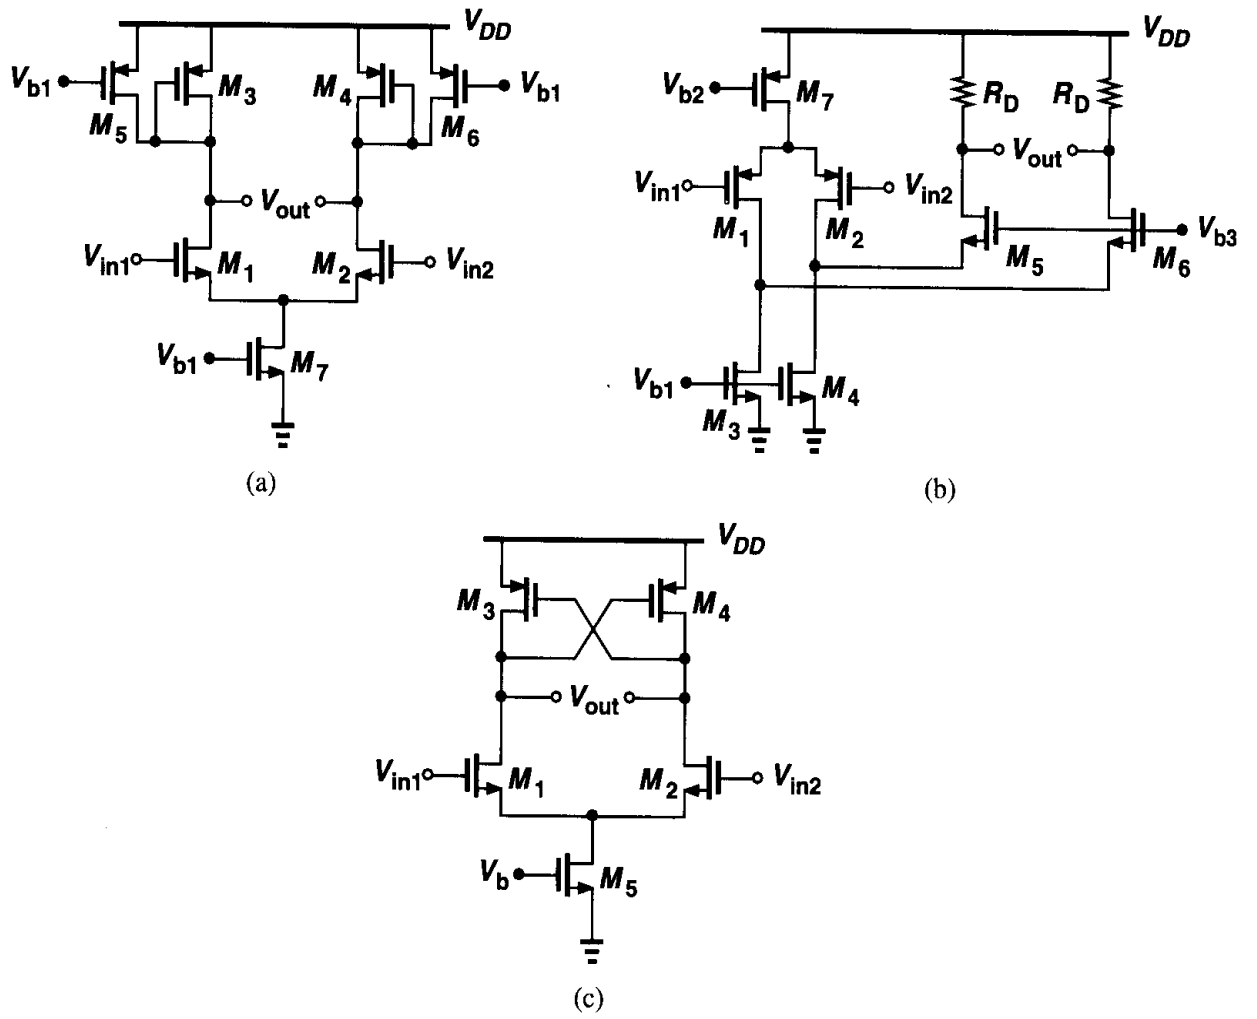 V_DD
V_b1
M_3
M_4
V_b1
M_5
M_6
V_out
V_in1
M_1
M_2
V_in2
V_b1
M_7
(a)
V_DD
V_b2
M_7
R_D
R_D
V_out
V_in1
V_in2
M_1
M_2
M_5
M_6
V_b3
V_b1
M_3
M_4
(b)
V_DD
M_3
M_4
V_out
V_in1
M_1
M_2
V_in2
V_b
M_5
(c)